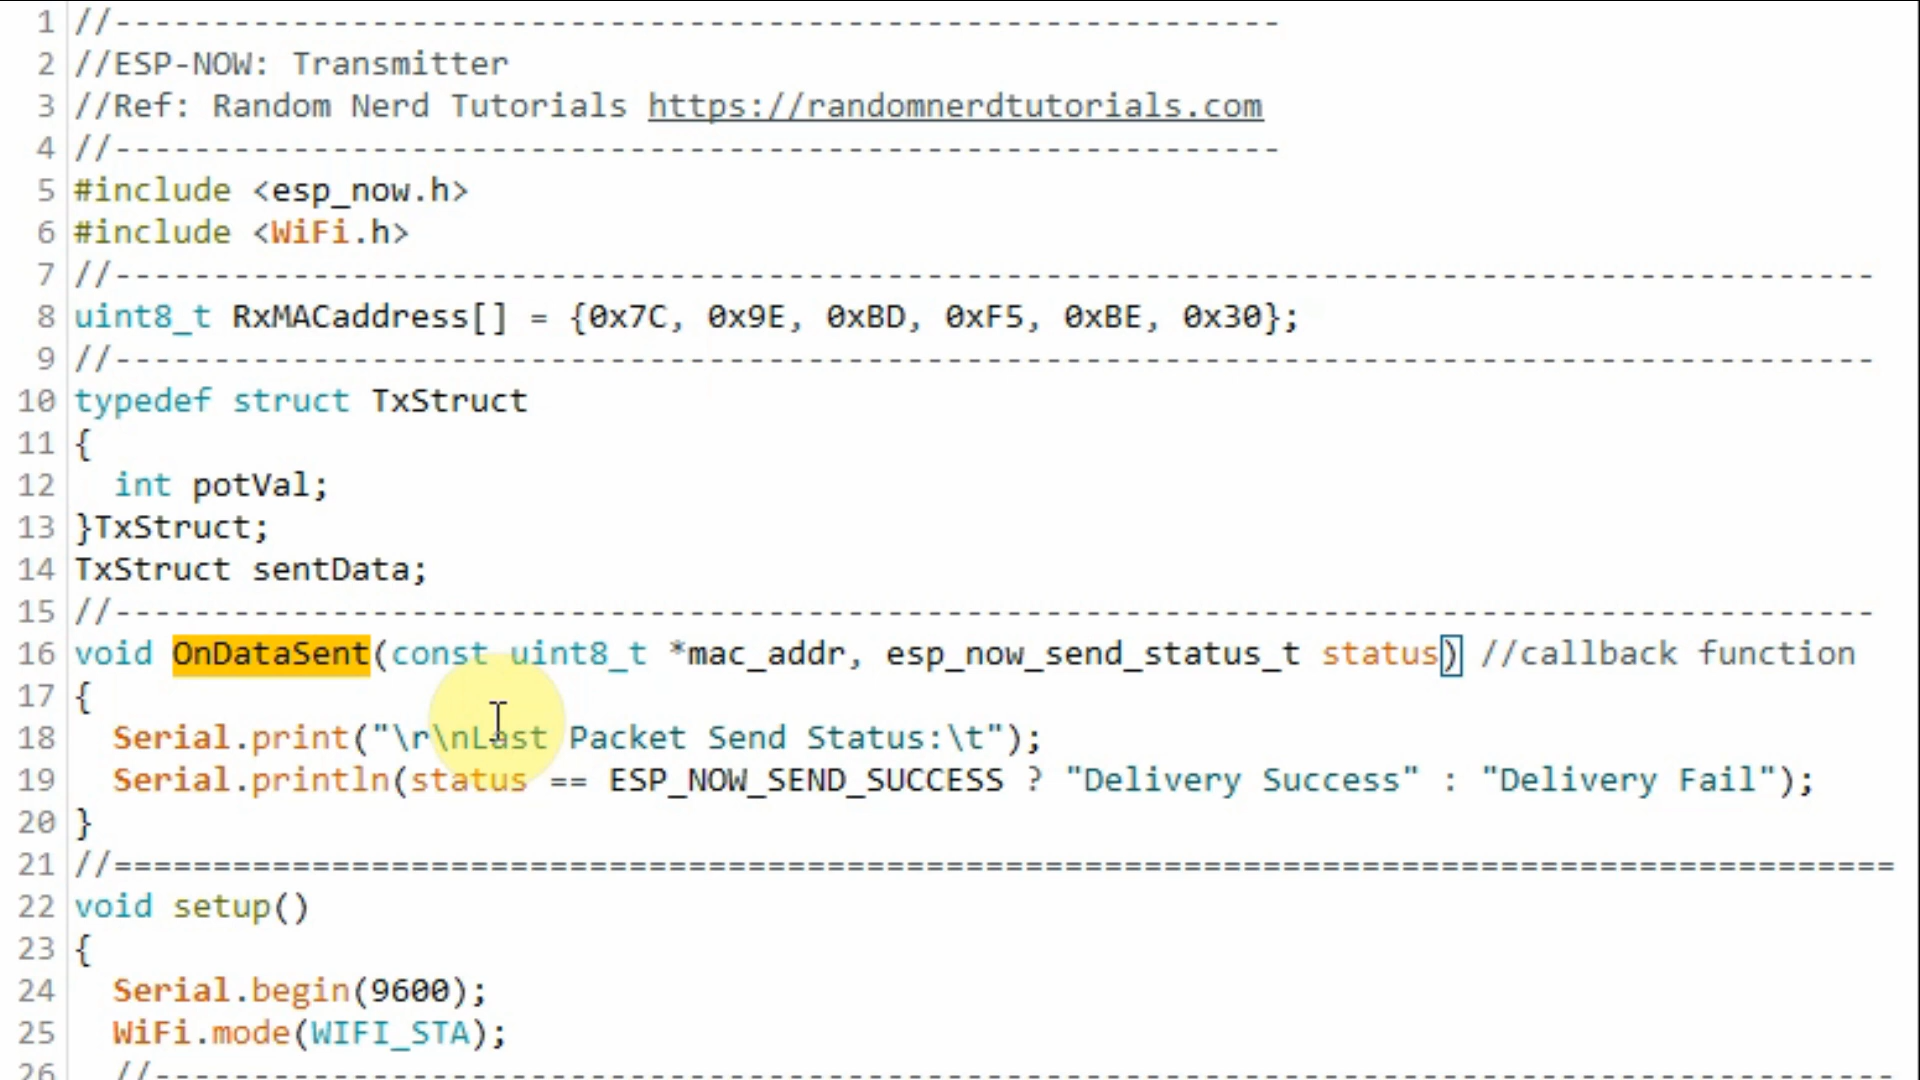 1 //-----------------------------------------------------------
2 //ESP-NOW: Transmitter
3 //Ref: Random Nerd Tutorials https://randomnerdtutorials.com
4 //-----------------------------------------------------------
5 #include <esp_now.h>
6 #include <WiFi.h>
7 //-----------------------------------------------------------------------------------------
8 uint8_t RxMACaddress[] = {0x7C, 0x9E, 0xBD, 0xF5, 0xBE, 0x30};
9 //-----------------------------------------------------------------------------------------
10 typedef struct TxStruct
11 {
12   int potVal;
13 }TxStruct;
14 TxStruct sentData;
15 //-----------------------------------------------------------------------------------------
16 void OnDataSent(const uint8_t *mac_addr, esp_now_send_status_t status) //callback function
17 {
18   Serial.print("\r\nLast Packet Send Status:\t");
19   Serial.println(status == ESP_NOW_SEND_SUCCESS ? "Delivery Success" : "Delivery Fail");
20 }
21 //==========================================================================================
22 void setup()
23 {
24   Serial.begin(9600);
25   WiFi.mode(WIFI_STA);
26   //----------------------------------------------------------------------------------------